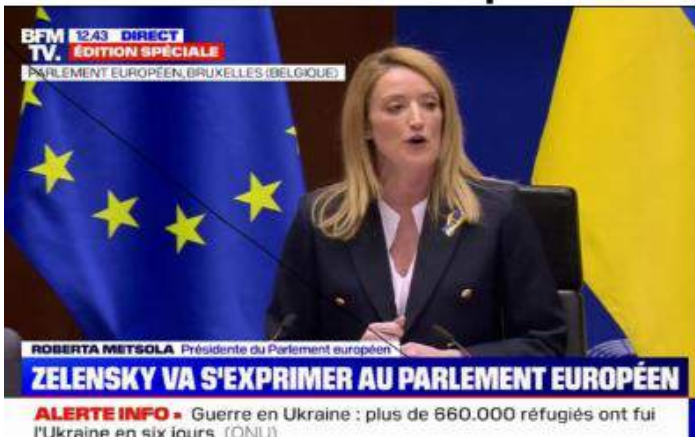 BFM 12.43 DIRECT
TV. ÉDITION SPÉCIALE
PARLEMENT EUROPÉEN, BRUXELLES (BELGIQUE)
ROBERTA METSOLA Présidente du Parlement européen
ZELENSKY VA S'EXPRIMER AU PARLEMENT EUROPÉEN
ALERTE INFO Guerre en Ukraine : plus de 660.000 réfugiés ont fui
l'Ukraine en six jours (ONU)